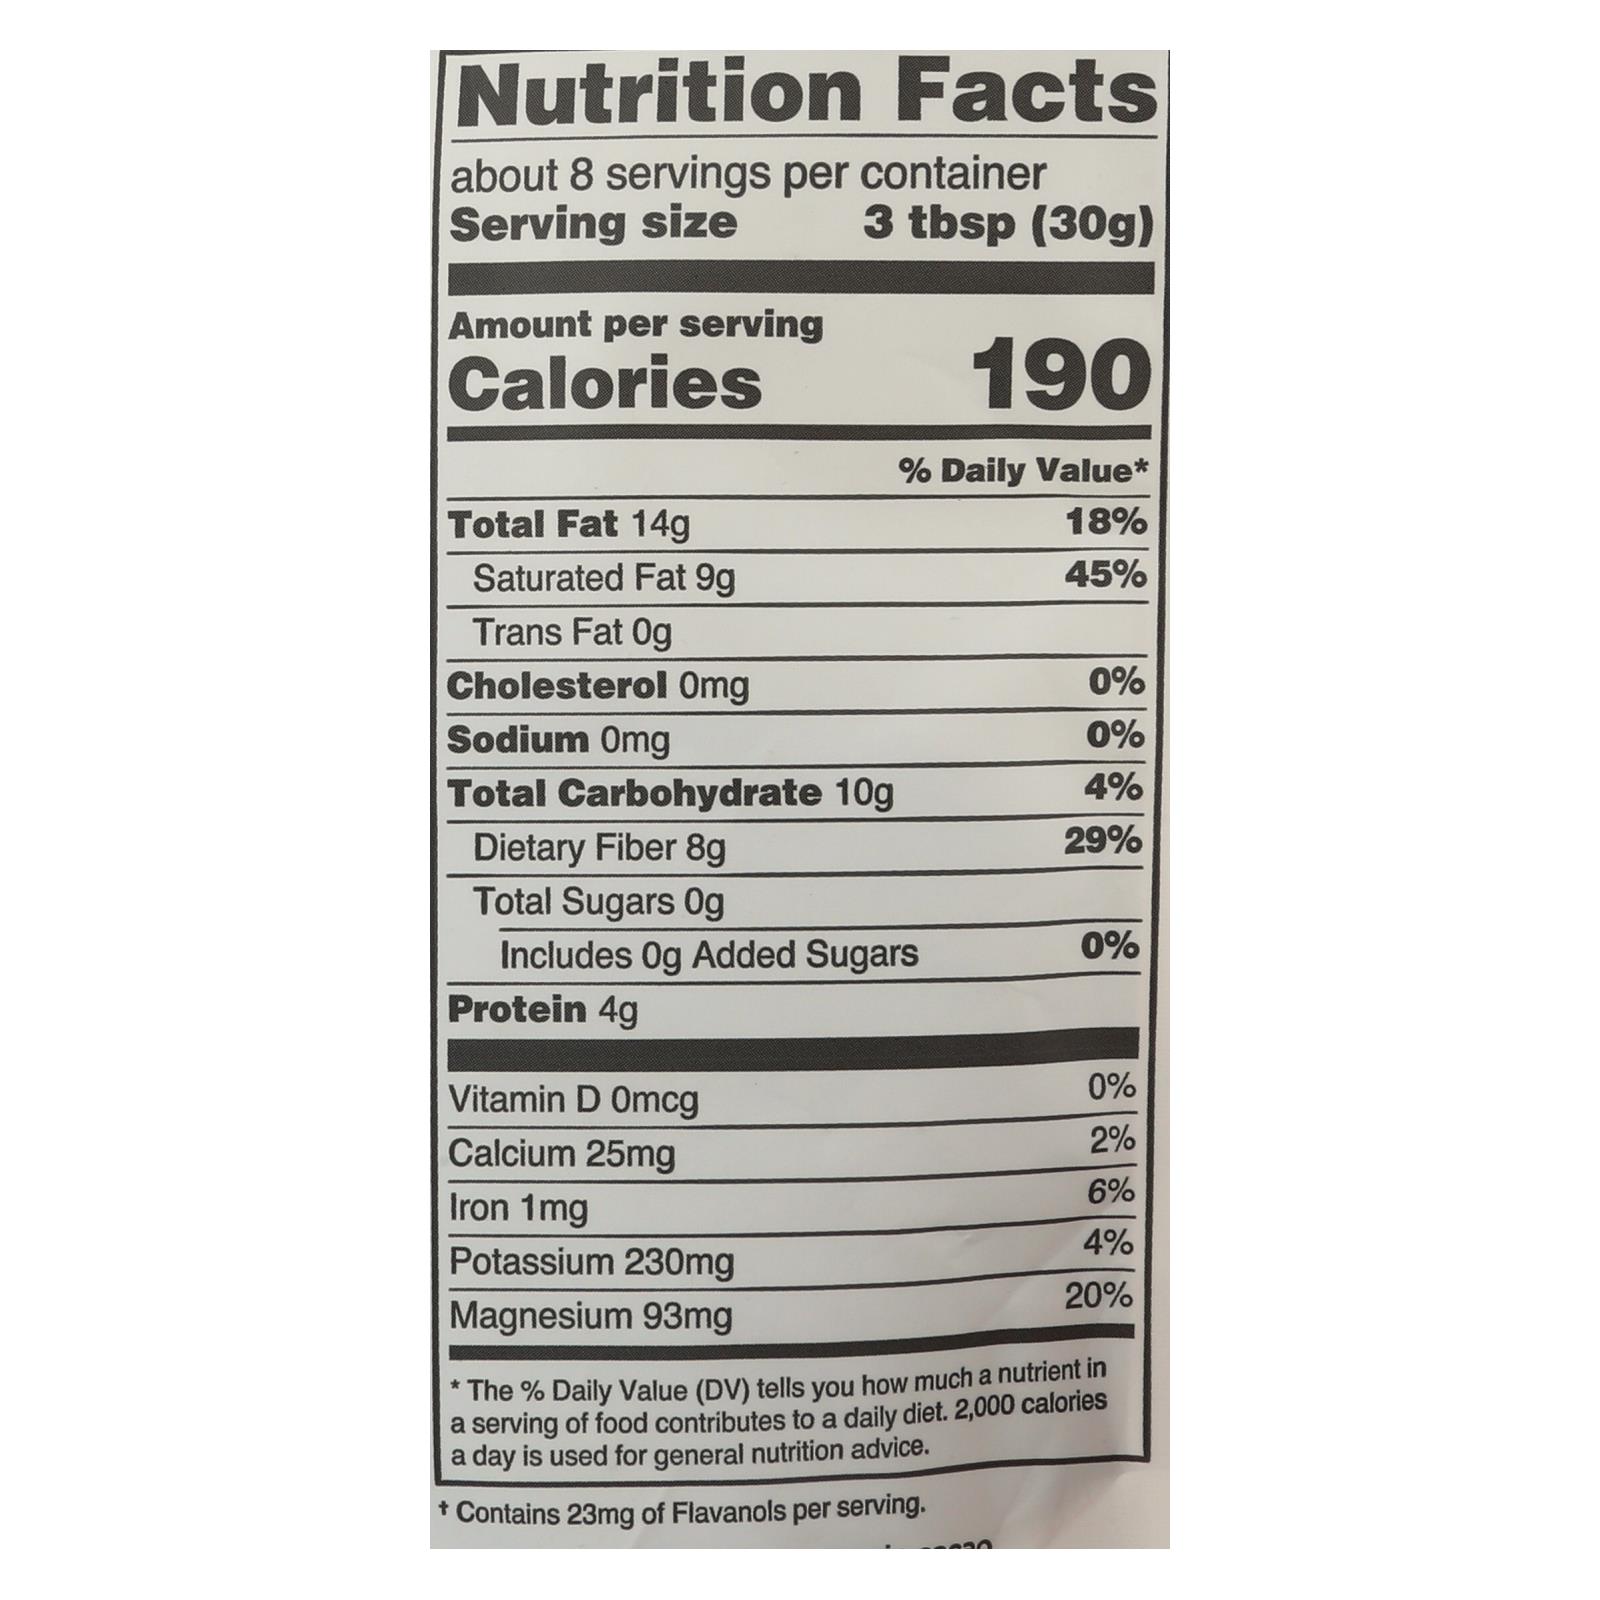 Nutrition Facts
about 8 servings per container
Serving size 3 tbsp (30g)
Amount per serving
Calories 190
% Daily Value*
Total Fat 14g 18%
Saturated Fat 9g 45%
Trans Fat 0g
Cholesterol 0mg 0%
Sodium 0mg 0%
Total Carbohydrate 10g 4%
Dietary Fiber 8g 29%
Total Sugars 0g
Includes 0g Added Sugars 0%
Protein 4g
Vitamin D 0mcg 0%
Calcium 25mg 2%
Iron 1mg 6%
Potassium 230mg 4%
Magnesium 93mg 20%
* The % Daily Value (DV) tells you how much a nutrient in
a serving of food contributes to a daily diet. 2,000 calories
a day is used for general nutrition advice.
† Contains 23mg of Flavanols per serving.